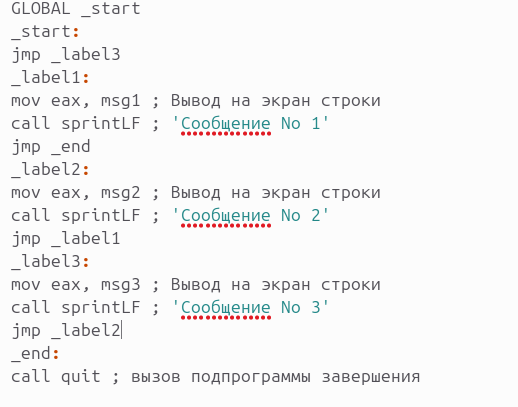 GLOBAL _start
_start:
jmp _label3
_label1:
mov eax, msg1 ; Вывод на экран строки
call sprintLF ; 'Сообщение No 1'
jmp _end
_label2:
mov eax, msg2 ; Вывод на экран строки
call sprintLF ; 'Сообщение No 2'
jmp _label1
_label3:
mov eax, msg3 ; Вывод на экран строки
call sprintLF ; 'Сообщение No 3'
jmp _label2
_end:
call quit ; вызов подпрограммы завершения